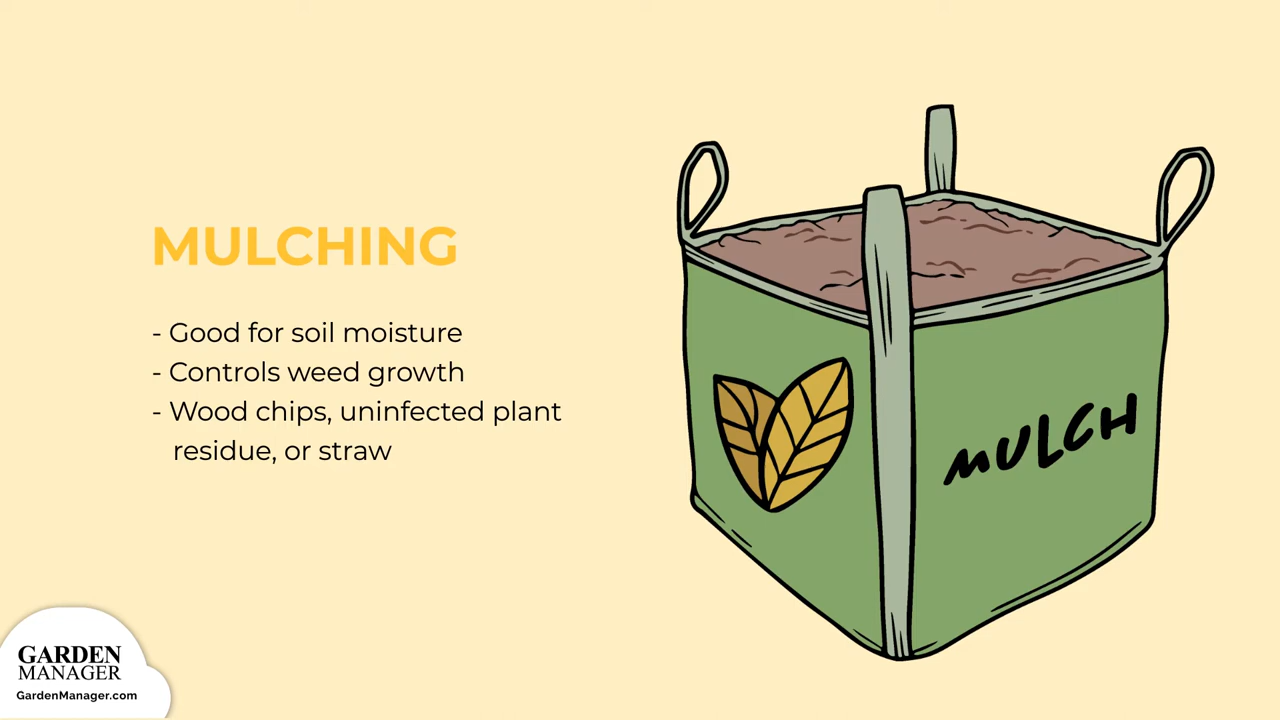 MULCHING
- Good for soil moisture
- Controls weed growth
- Wood chips, uninfected plant
residue, or straw
MULCH
GARDEN
MANAGER
GardenManager.com